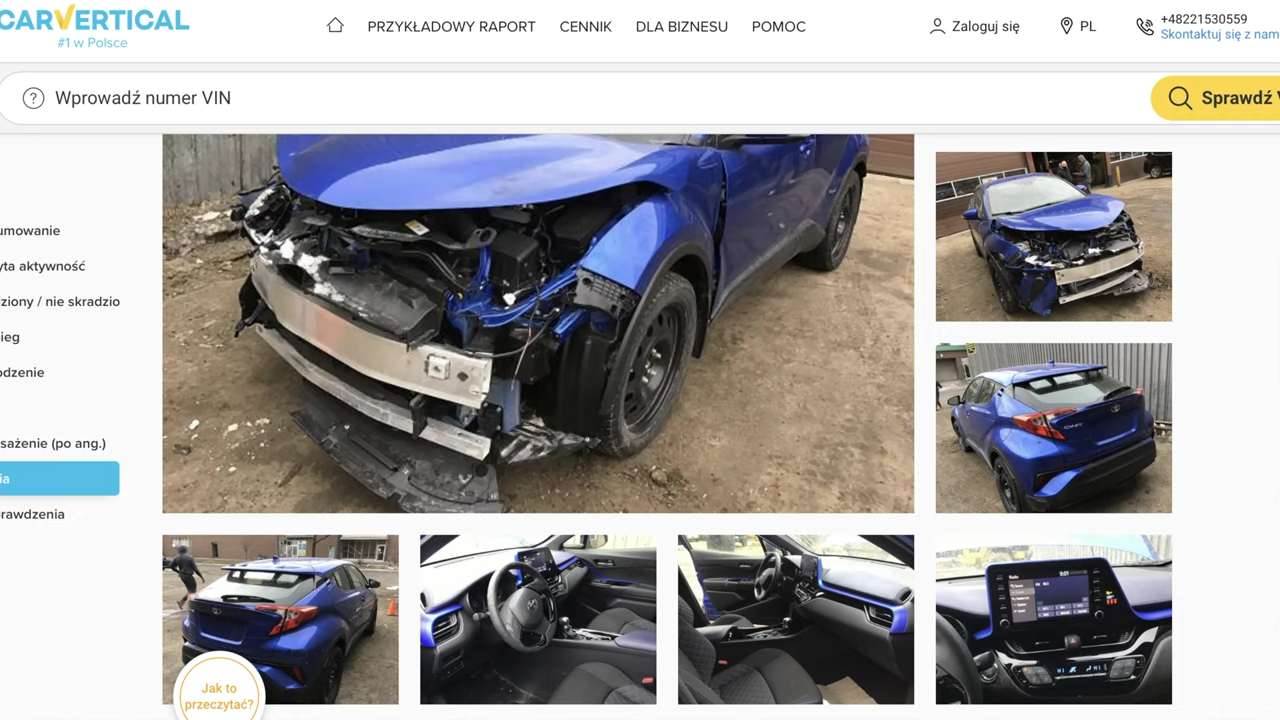 CARVERTICAL
#1 w Polsce
PRZYKŁADOWY RAPORT
CENNIK
DLA BIZNESU
POMOC
Zaloguj się
PL
+48221530559
Skontaktuj się z nam
? Wprowadź numer VIN
Sprawdź V
umowanie
yta aktywność
dziony / nie skradzio
ieg
odzenie
sażenie (po ang.)
ia
rawdzenia
Jak to
przeczytać?